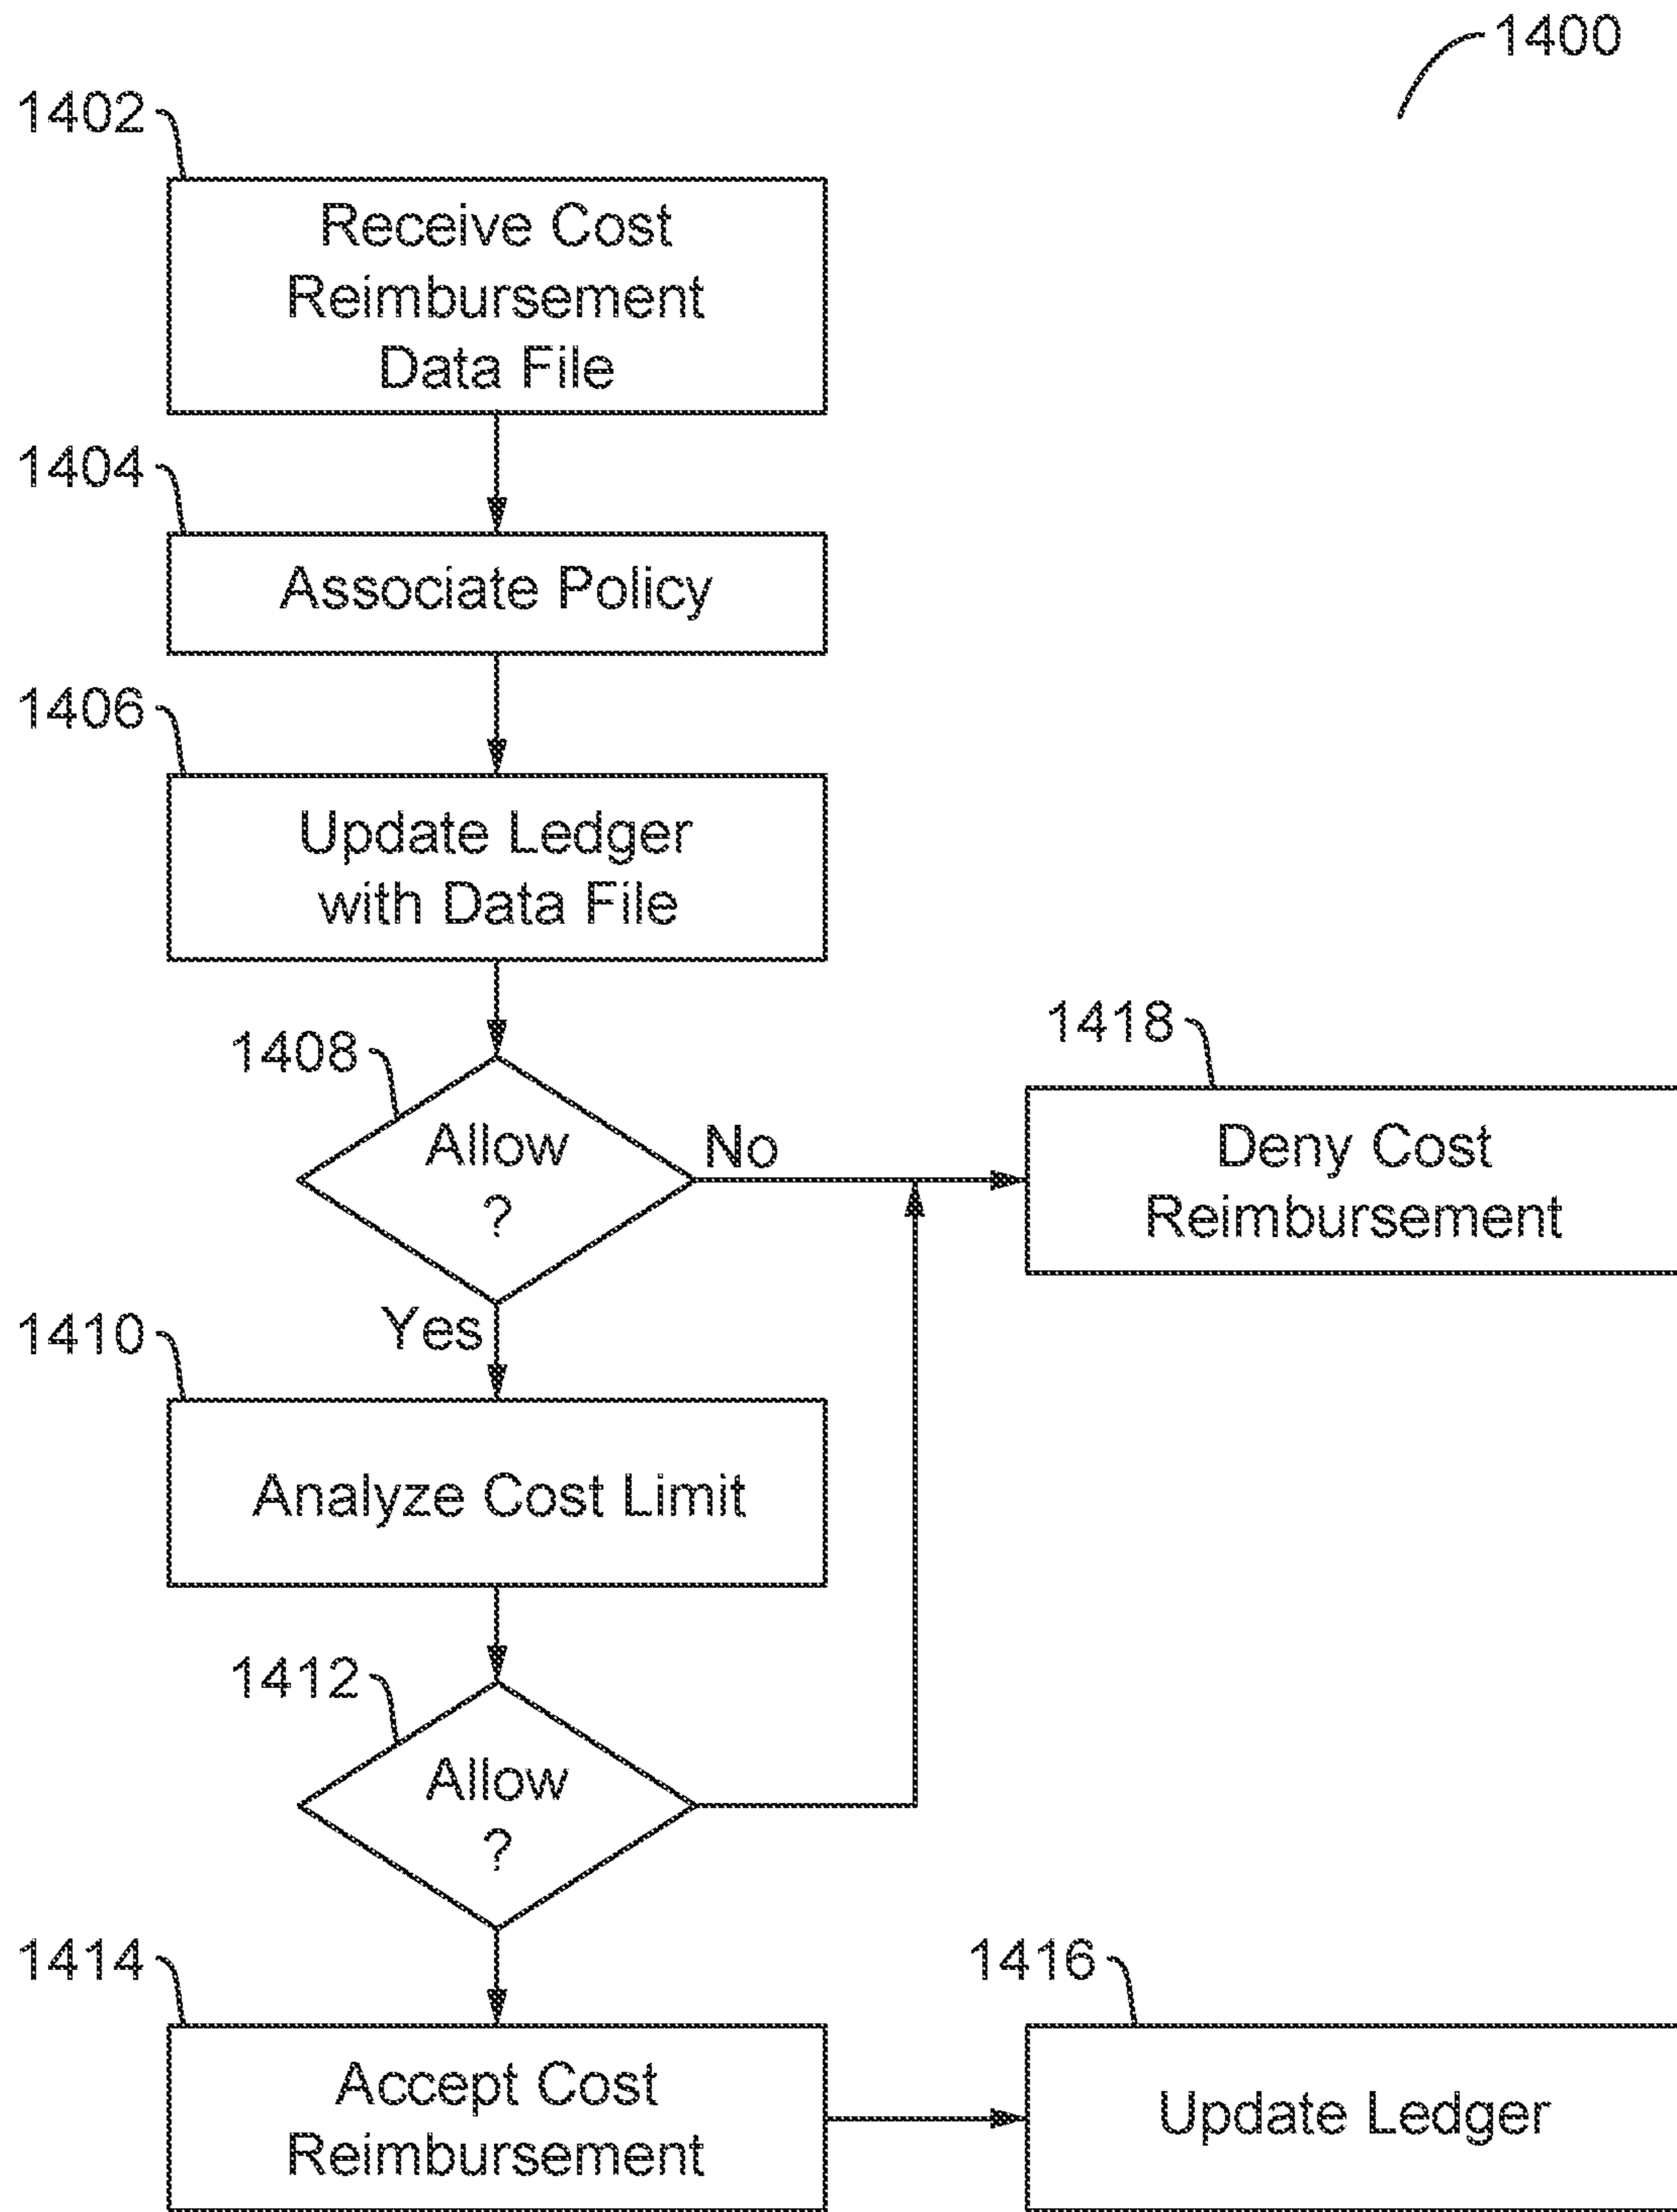 1400
1402
Receive Cost
Reimbursement
Data File
1404
Associate Policy
1406
Update Ledger
with Data File
1408
Allow
?
No
Yes
1418
Deny Cost
Reimbursement
1410
Analyze Cost Limit
1412
Allow
?
1414
Accept Cost
Reimbursement
1416
Update Ledger